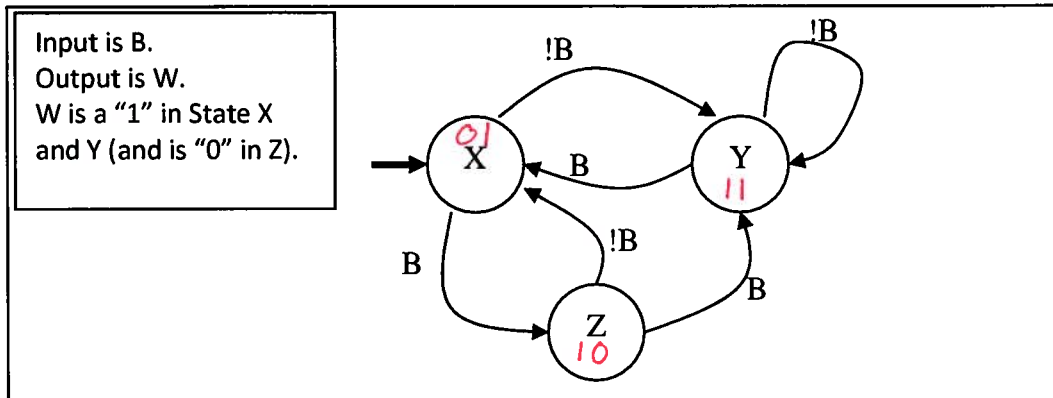 Input is B.
Output is W.
W is a “1” in State X
and Y (and is “0” in Z).
!B
!B
01
X
B
Y
11
B
!B
B
Z
10